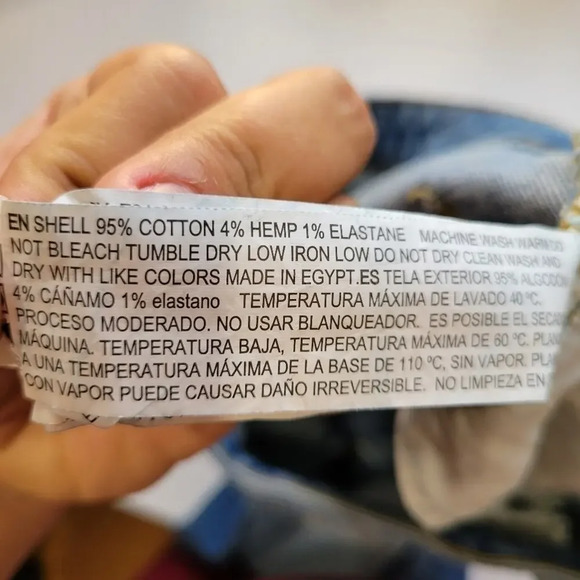 EN SHELL 95% COTTON 4% HEMP 1% ELASTANE MACHINE WASH WARM DO
NOT BLEACH TUMBLE DRY LOW IRON LOW DO NOT DRY CLEAN WASH AND
DRY WITH LIKE COLORS MADE IN EGYPT.ES TELA EXTERIOR 95%
4% CÁÑAMO 1% elastano TEMPERATURA MÁXIMA DE LAVADO 40 ºC.
PROCESO MODERADO. NO USAR BLANQUEADOR. ES POSIBLE EL
MÁQUINA. TEMPERATURA BAJA, TEMPERATURA MÁXIMA DE 60 ºC.
A UNA TEMPERATURA MÁXIMA DE LA BASE DE 110 ºC, SIN VAPOR.
CON VAPOR PUEDE CAUSAR DAÑO IRREVERSIBLE. NO LIMPIEZA EN